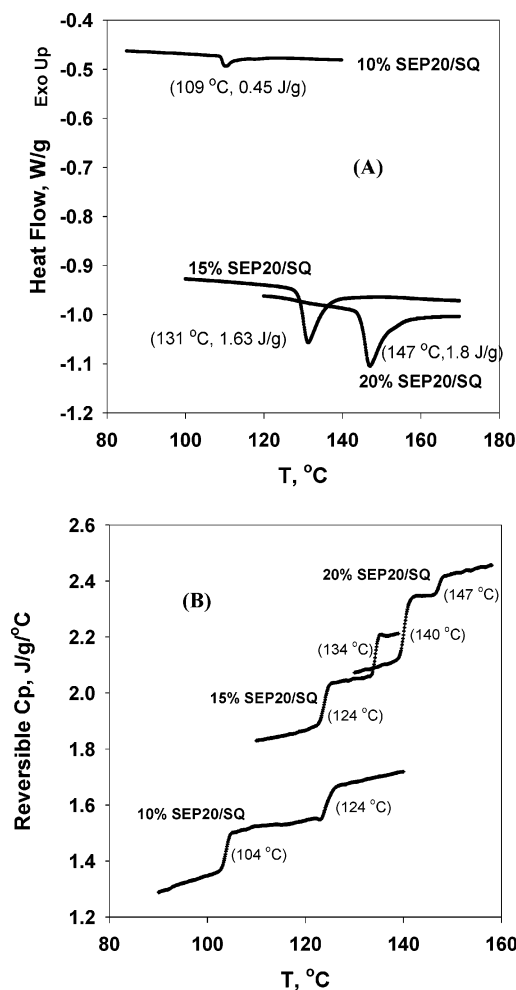 -0.4
-0.5
-0.6
-0.7
-0.8
-0.9
-1.0
-1.1
-1.2
Heat Flow, W/g Exo Up
10% SEP20/SQ
(109 °C, 0.45 J/g)
(A)
15% SEP20/SQ
(131 °C, 1.63 J/g)
(147 °C,1.8 J/g)
20% SEP20/SQ
80 100 120 140 160 180
T, °C
2.6
2.4
2.2
2.0
1.8
1.6
1.4
1.2
Reversible Cp, J/g/°C
20% SEP20/SQ
(B)
(147 °C)
(134 °C)
(140 °C)
15% SEP20/SQ
(124 °C)
10% SEP20/SQ
(124 °C)
(104 °C)
80 100 120 140 160
T, °C